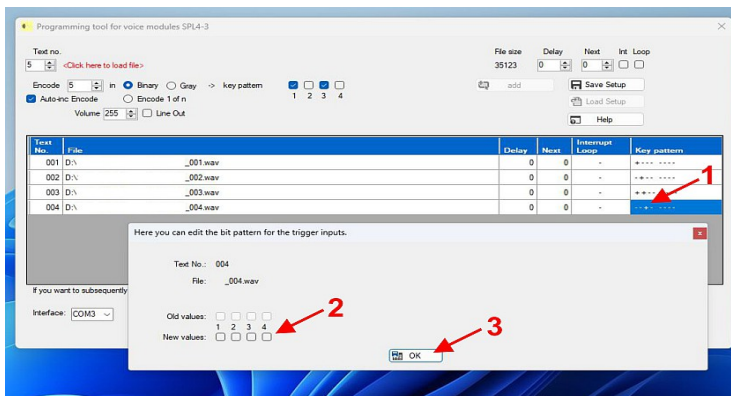 Programming tool for voice modules SPL4-3
Text no. File size Delay Next Int Loop
5 <Click here to load file> 35123 0 0
Encode 5 in Binary Gray -> key pattern add Save Setup
Auto-inc Encode Encode 1 of n 1 2 3 4 Load Setup
Volume 255 Line Out Help
Text No. File Delay Next Interrupt Loop Key pattern
001 D:\ _001.wav 0 0 - +--- ----
002 D:\ _002.wav 0 0 - -+-- ----
003 D:\ _003.wav 0 0 - ++--
004 D:\ _004.wav 0 0 - --+- ----
1
Here you can edit the bit pattern for the trigger inputs.
Text No.: 004
File: _004.wav
If you want to subsequently
Interface: COM3
Old values:
1 2 3 4
New values:
2
OK
3